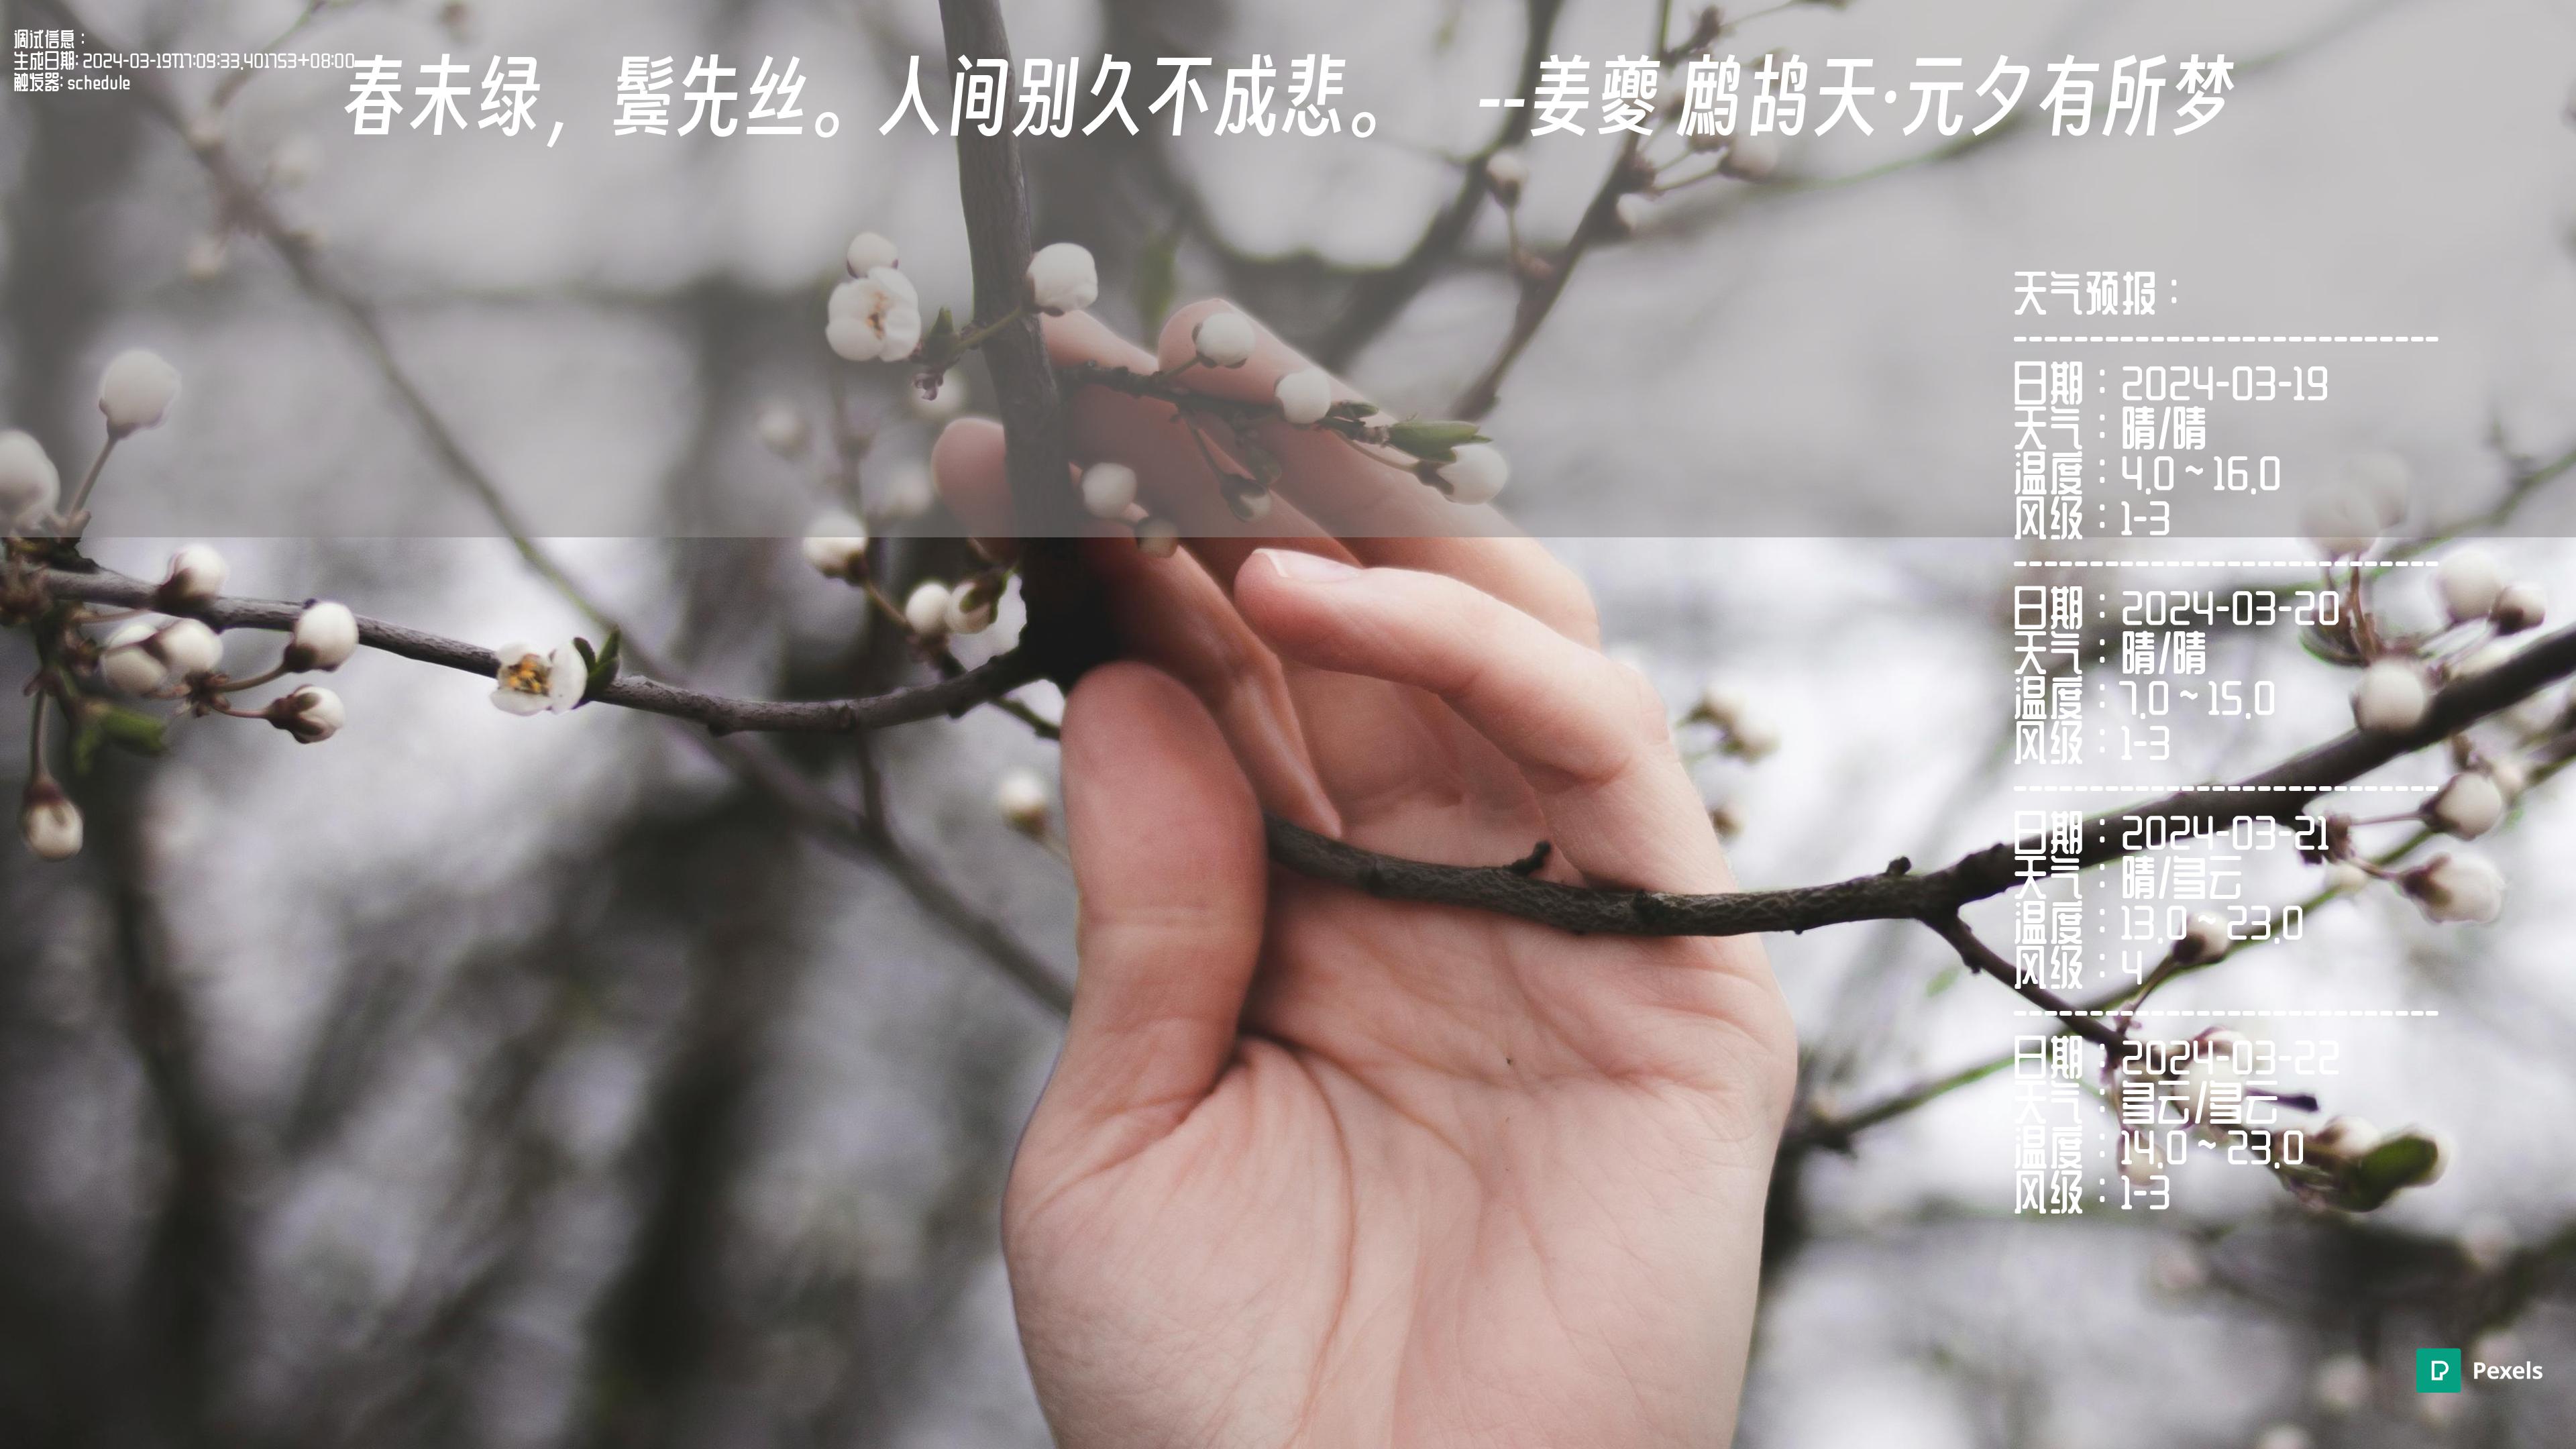 调试信息：
生成日期: 2024-03-19T17:09:33.401753+08:00
触发器: schedule
春未绿，鬓先丝。人间别久不成悲。 --姜夔 鹧鸪天·元夕有所梦
天气预报：
---------------------------
日期：2024-03-19
天气：晴/晴
温度：4.0 ~ 16.0
风级：1-3
---------------------------
日期：2024-03-20
天气：晴/晴
温度：7.0 ~ 15.0
风级：1-3
---------------------------
日期：2024-03-21
天气：晴/多云
温度：13.0 ~ 23.0
风级：4
---------------------------
日期：2024-03-22
天气：多云/多云
温度：14.0 ~ 23.0
风级：1-3
Pexels